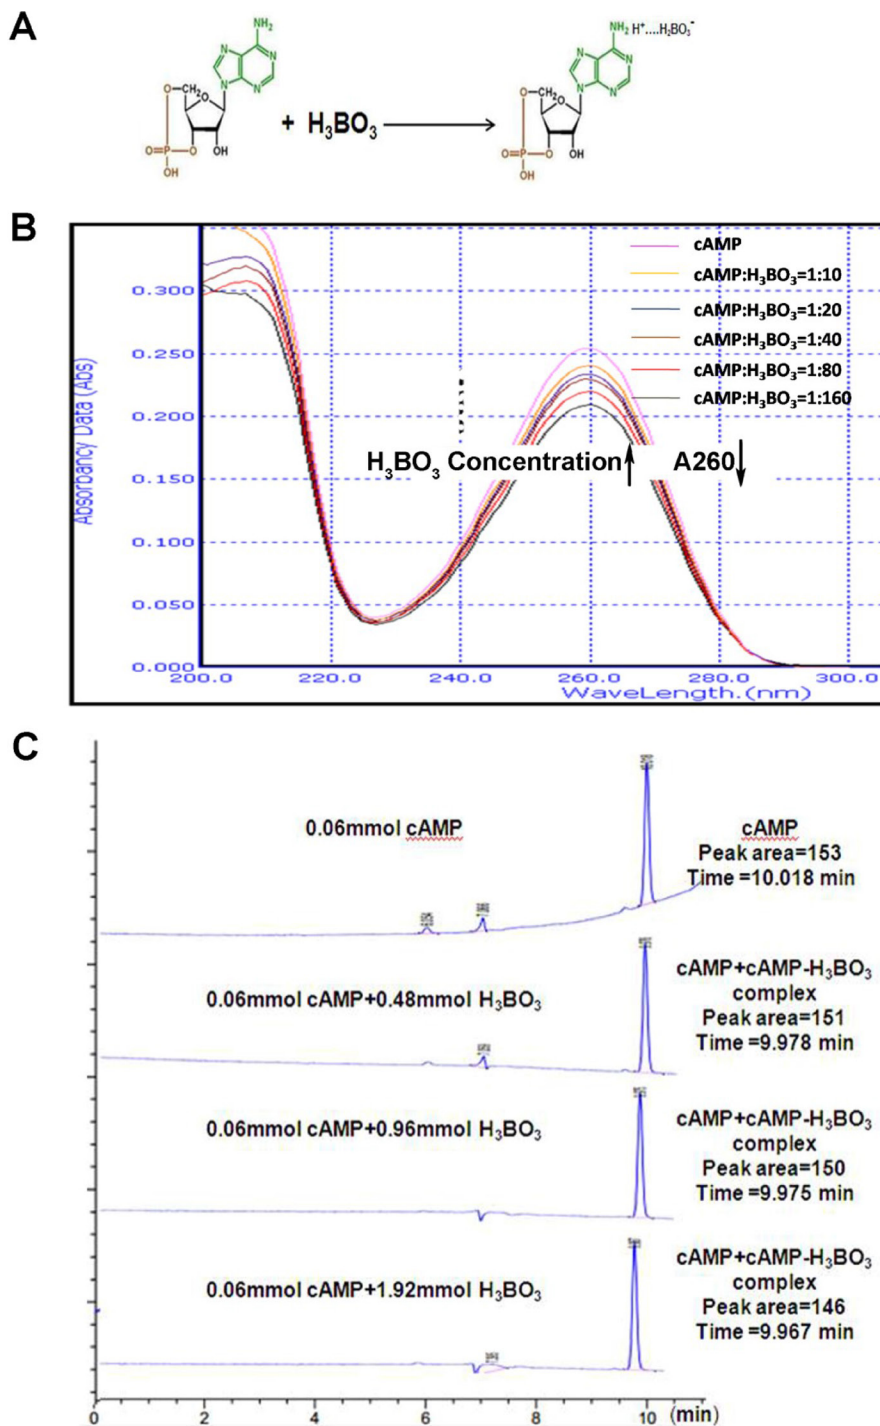 A
NH₂
N
N
N
N
O
CH₂
O
O=P—O
OH
OH
+ H₃BO₃
NH₂ H⁺....H₂BO₃⁻
N
N
N
N
O
CH₂
O
O=P—O
OH
OH
B
Absorbancy Data (Abs)
0.300
0.250
0.200
0.150
0.100
0.050
0.000
200.0 220.0 240.0 260.0 280.0 300.0
WaveLength.(nm)
cAMP
cAMP:H₃BO₃=1:10
cAMP:H₃BO₃=1:20
cAMP:H₃BO₃=1:40
cAMP:H₃BO₃=1:80
cAMP:H₃BO₃=1:160
H₃BO₃ Concentration↑ A260↓
C
0.06mmol cAMP
cAMP
Peak area=153
Time =10.018 min
0.06mmol cAMP+0.48mmol H₃BO₃
cAMP+cAMP-H₃BO₃
complex
Peak area=151
Time =9.978 min
0.06mmol cAMP+0.96mmol H₃BO₃
cAMP+cAMP-H₃BO₃
complex
Peak area=150
Time =9.975 min
0.06mmol cAMP+1.92mmol H₃BO₃
cAMP+cAMP-H₃BO₃
complex
Peak area=146
Time =9.967 min
0 2 4 6 8 10 (min)